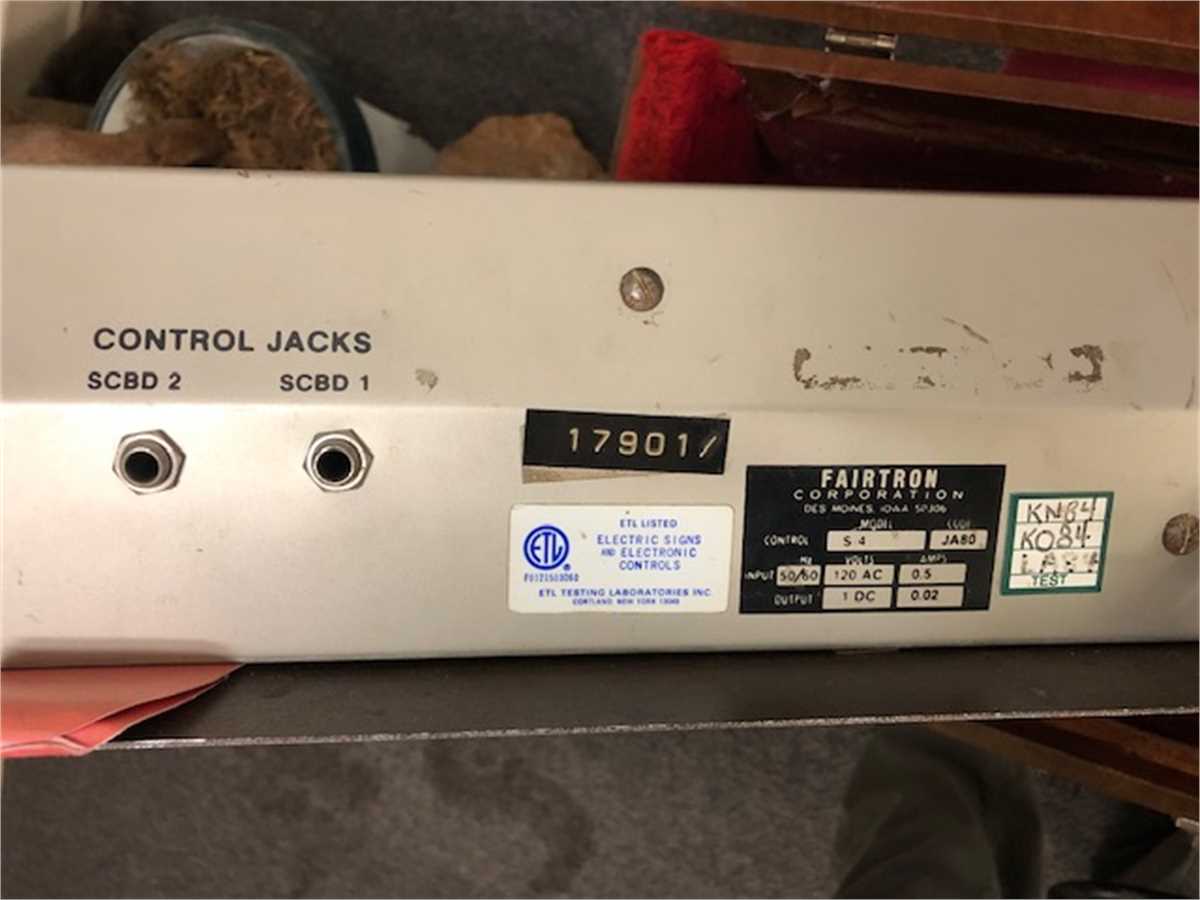 CONTROL JACKS
SCBD 2 SCBD 1
17901/
ETL LISTED
ELECTRIC SIGNS
AND ELECTRONIC
CONTROLS
ETL
®
ETL TESTING LABORATORIES INC.
CORTLAND, NEW YORK 13045
FAIRTRON
CORPORATION
DES MOINES, IOWA 50306
MODEL CODE
CONTROL S 4 JA80
HZ VOLTS AMPS
INPUT 50/60 120 AC 0.5
OUTPUT 1 DC 0.02
KN84
KO84
TEST